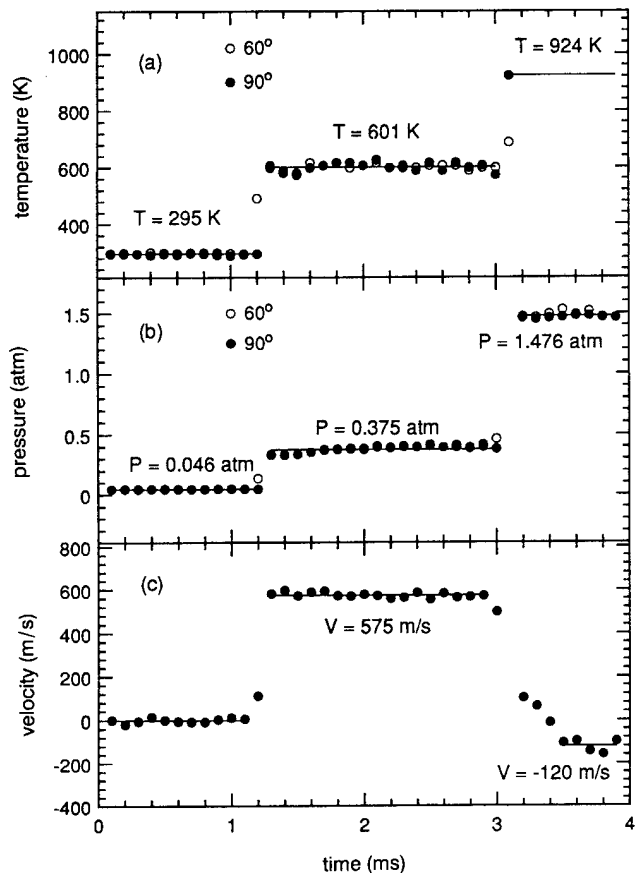 (a)
60°
90°
T = 924 K
T = 601 K
T = 295 K
temperature (K)
1000
800
600
400
(b)
60°
90°
P = 1.476 atm
P = 0.375 atm
P = 0.046 atm
pressure (atm)
1.5
1.0
0.5
0
(c)
V = 575 m/s
V = -120 m/s
velocity (m/s)
800
600
400
200
0
-200
-400
0
1
2
3
4
time (ms)